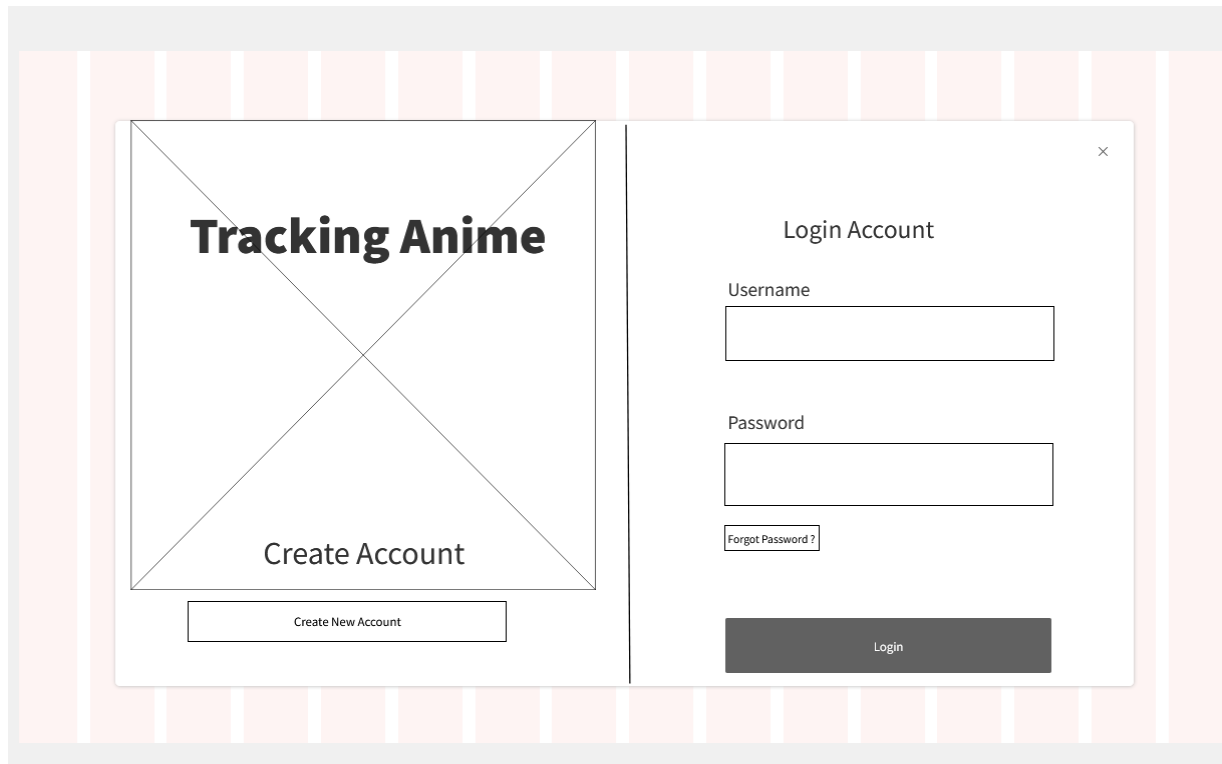 Tracking Anime
Create Account
Create New Account
Login Account
Username
Password
Forgot Password ?
Login